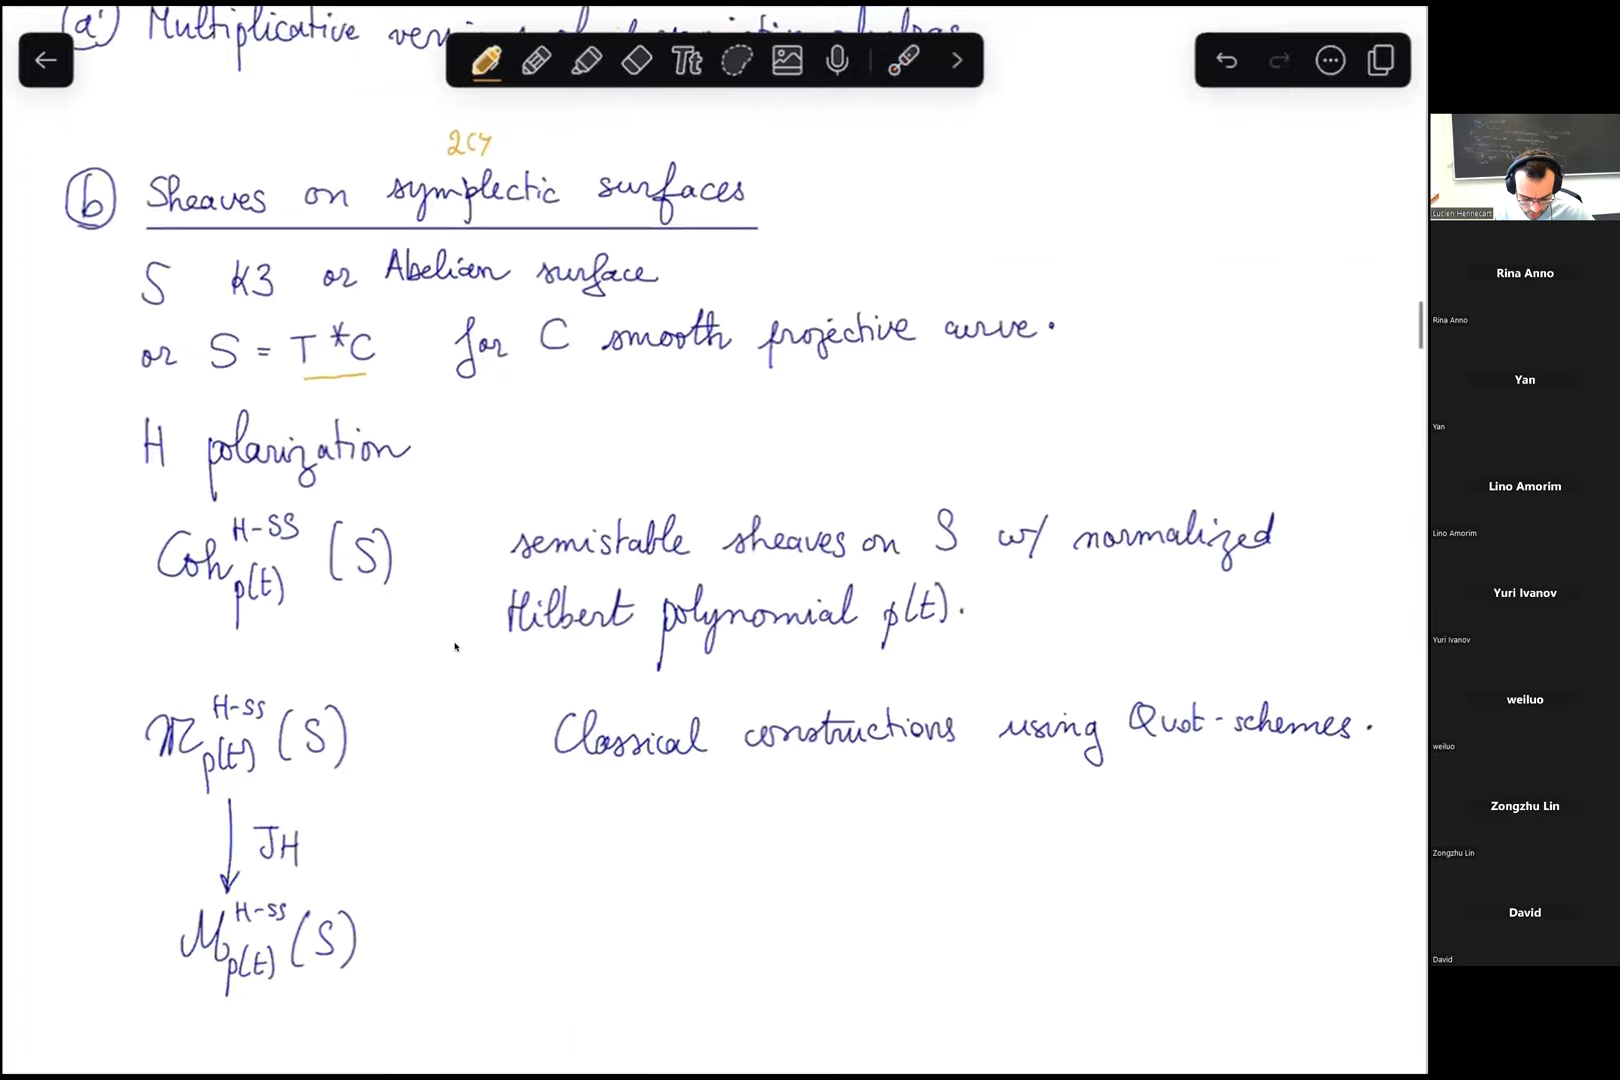 (a') Multiplicative
Tt
2CY
(b) Sheaves on symplectic surfaces
S K3 or Abelian surface
or S = T*C for C smooth projective curve.
H polarization
Coh^{H-SS}_{p(t)} (S) semistable sheaves on S w/ normalized
Hilbert polynomial p(t).
𝔐^{H-SS}_{p(t)} (S) Classical constructions using Quot-schemes.
↓ JH
ℳ^{H-SS}_{p(t)} (S)
Lucien Hennecart
Rina Anno
Rina Anno
Yan
Yan
Lino Amorim
Lino Amorim
Yuri Ivanov
Yuri Ivanov
weiluo
weiluo
Zongzhu Lin
Zongzhu Lin
David
David